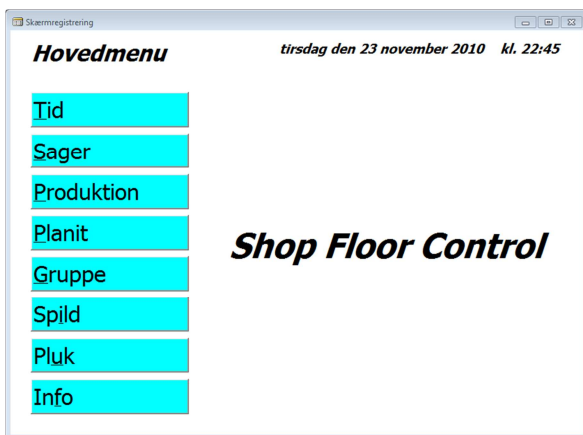 Skærmregistrering
Hovedmenu
tirsdag den 23 november 2010 kl. 22:45
Tid
Sager
Produktion
Planit
Gruppe
Spild
Pluk
Info
Shop Floor Control